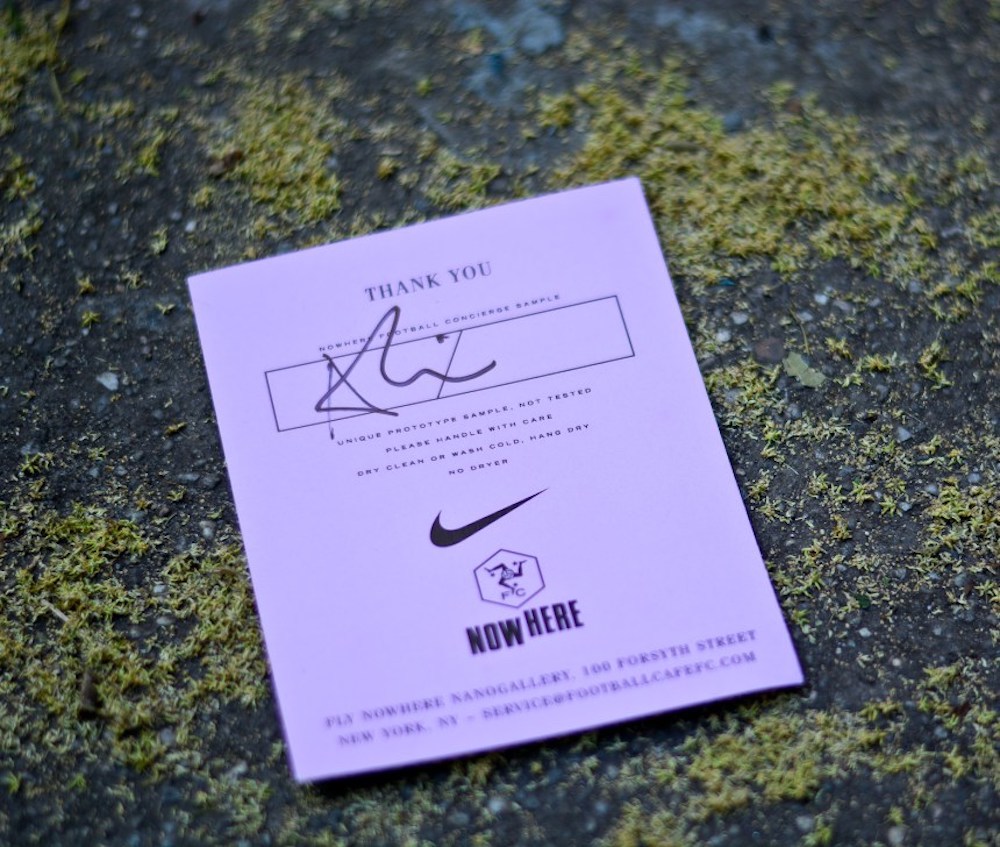 THANK YOU
NOWHERE FOOTBALL CONCIERGE SAMPLE
UNIQUE PROTOTYPE SAMPLE, NOT TESTED
PLEASE HANDLE WITH CARE
DRY CLEAN OR WASH COLD, HANG DRY
NO DRYER
FC
NOWHERE
FLY NOWHERE NANOGALLERY, 100 FORSYTH STREET
NEW YORK, NY – SERVICE@FOOTBALLCAFEFC.COM